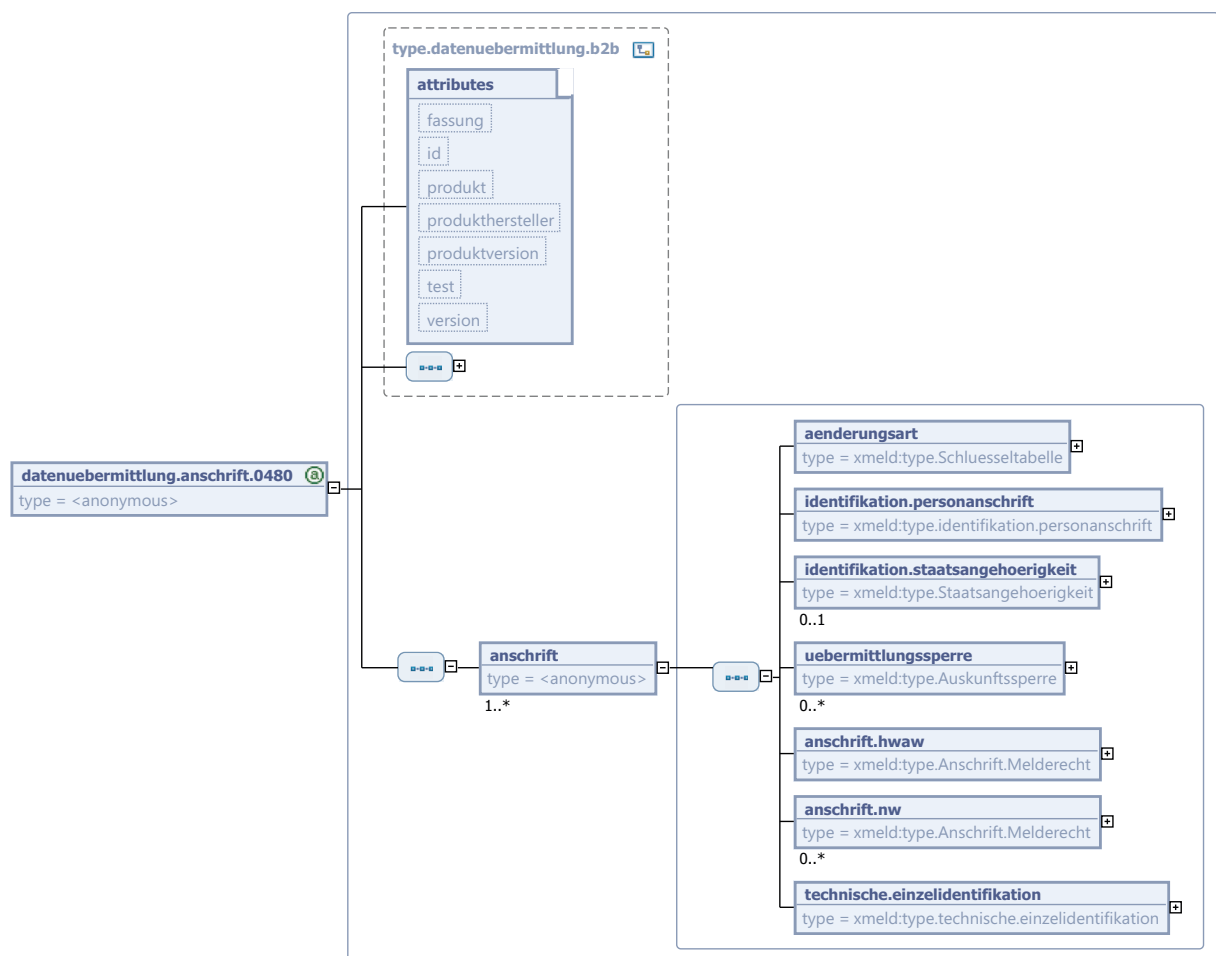 type.datenuebermittlung.b2b
attributes
fassung
id
produkt
produkthersteller
produktversion
test
version
datenuebermittlung.anschrift.0480
type = <anonymous>
anschrift
type = <anonymous>
1..*
aenderungsart
type = xmeld:type.Schluesseltabelle
identifikation.personanschrift
type = xmeld:type.identifikation.personanschrift
identifikation.staatsangehoerigkeit
type = xmeld:type.Staatsangehoerigkeit
0..1
uebermittlungssperre
type = xmeld:type.Auskunftssperre
0..*
anschrift.hwaw
type = xmeld:type.Anschrift.Melderecht
anschrift.nw
type = xmeld:type.Anschrift.Melderecht
0..*
technische.einzelidentifikation
type = xmeld:type.technische.einzelidentifikation